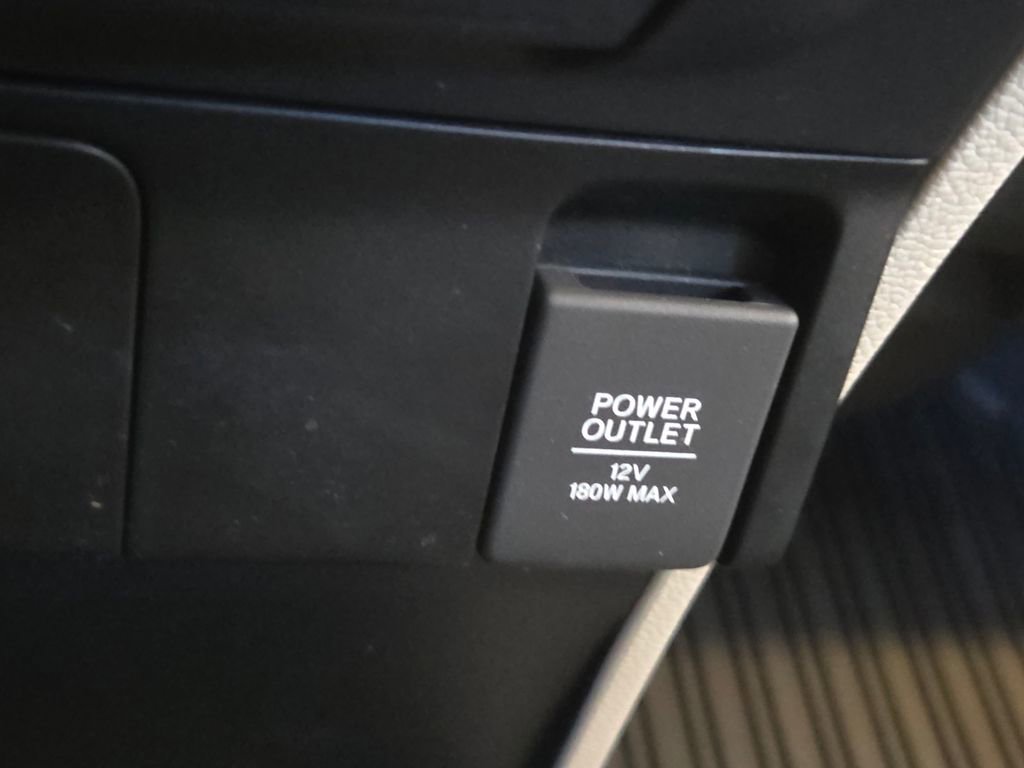 POWER
OUTLET
12V
180W MAX